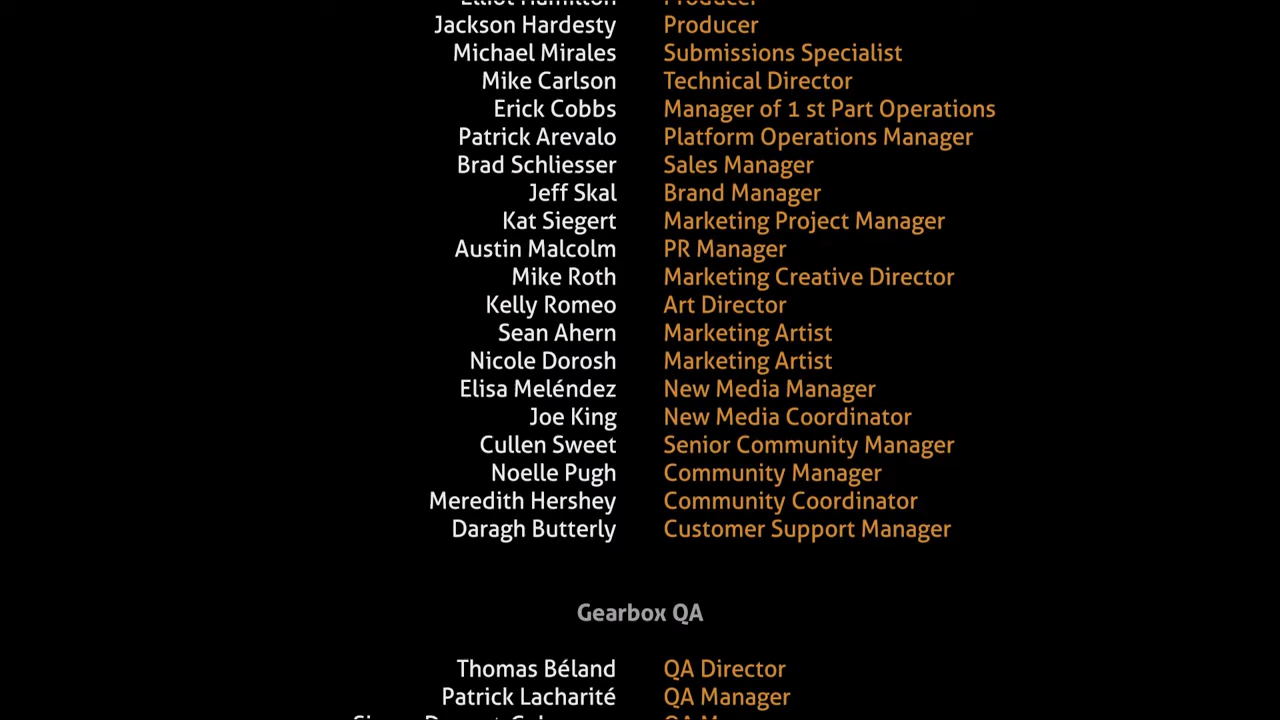 Elliot Hamilton Producer
Jackson Hardesty Producer
Michael Mirales Submissions Specialist
Mike Carlson Technical Director
Erick Cobbs Manager of 1 st Part Operations
Patrick Arevalo Platform Operations Manager
Brad Schliesser Sales Manager
Jeff Skal Brand Manager
Kat Siegert Marketing Project Manager
Austin Malcolm PR Manager
Mike Roth Marketing Creative Director
Kelly Romeo Art Director
Sean Ahern Marketing Artist
Nicole Dorosh Marketing Artist
Elisa Meléndez New Media Manager
Joe King New Media Coordinator
Cullen Sweet Senior Community Manager
Noelle Pugh Community Manager
Meredith Hershey Community Coordinator
Daragh Butterly Customer Support Manager
Gearbox QA
Thomas Béland QA Director
Patrick Lacharité QA Manager